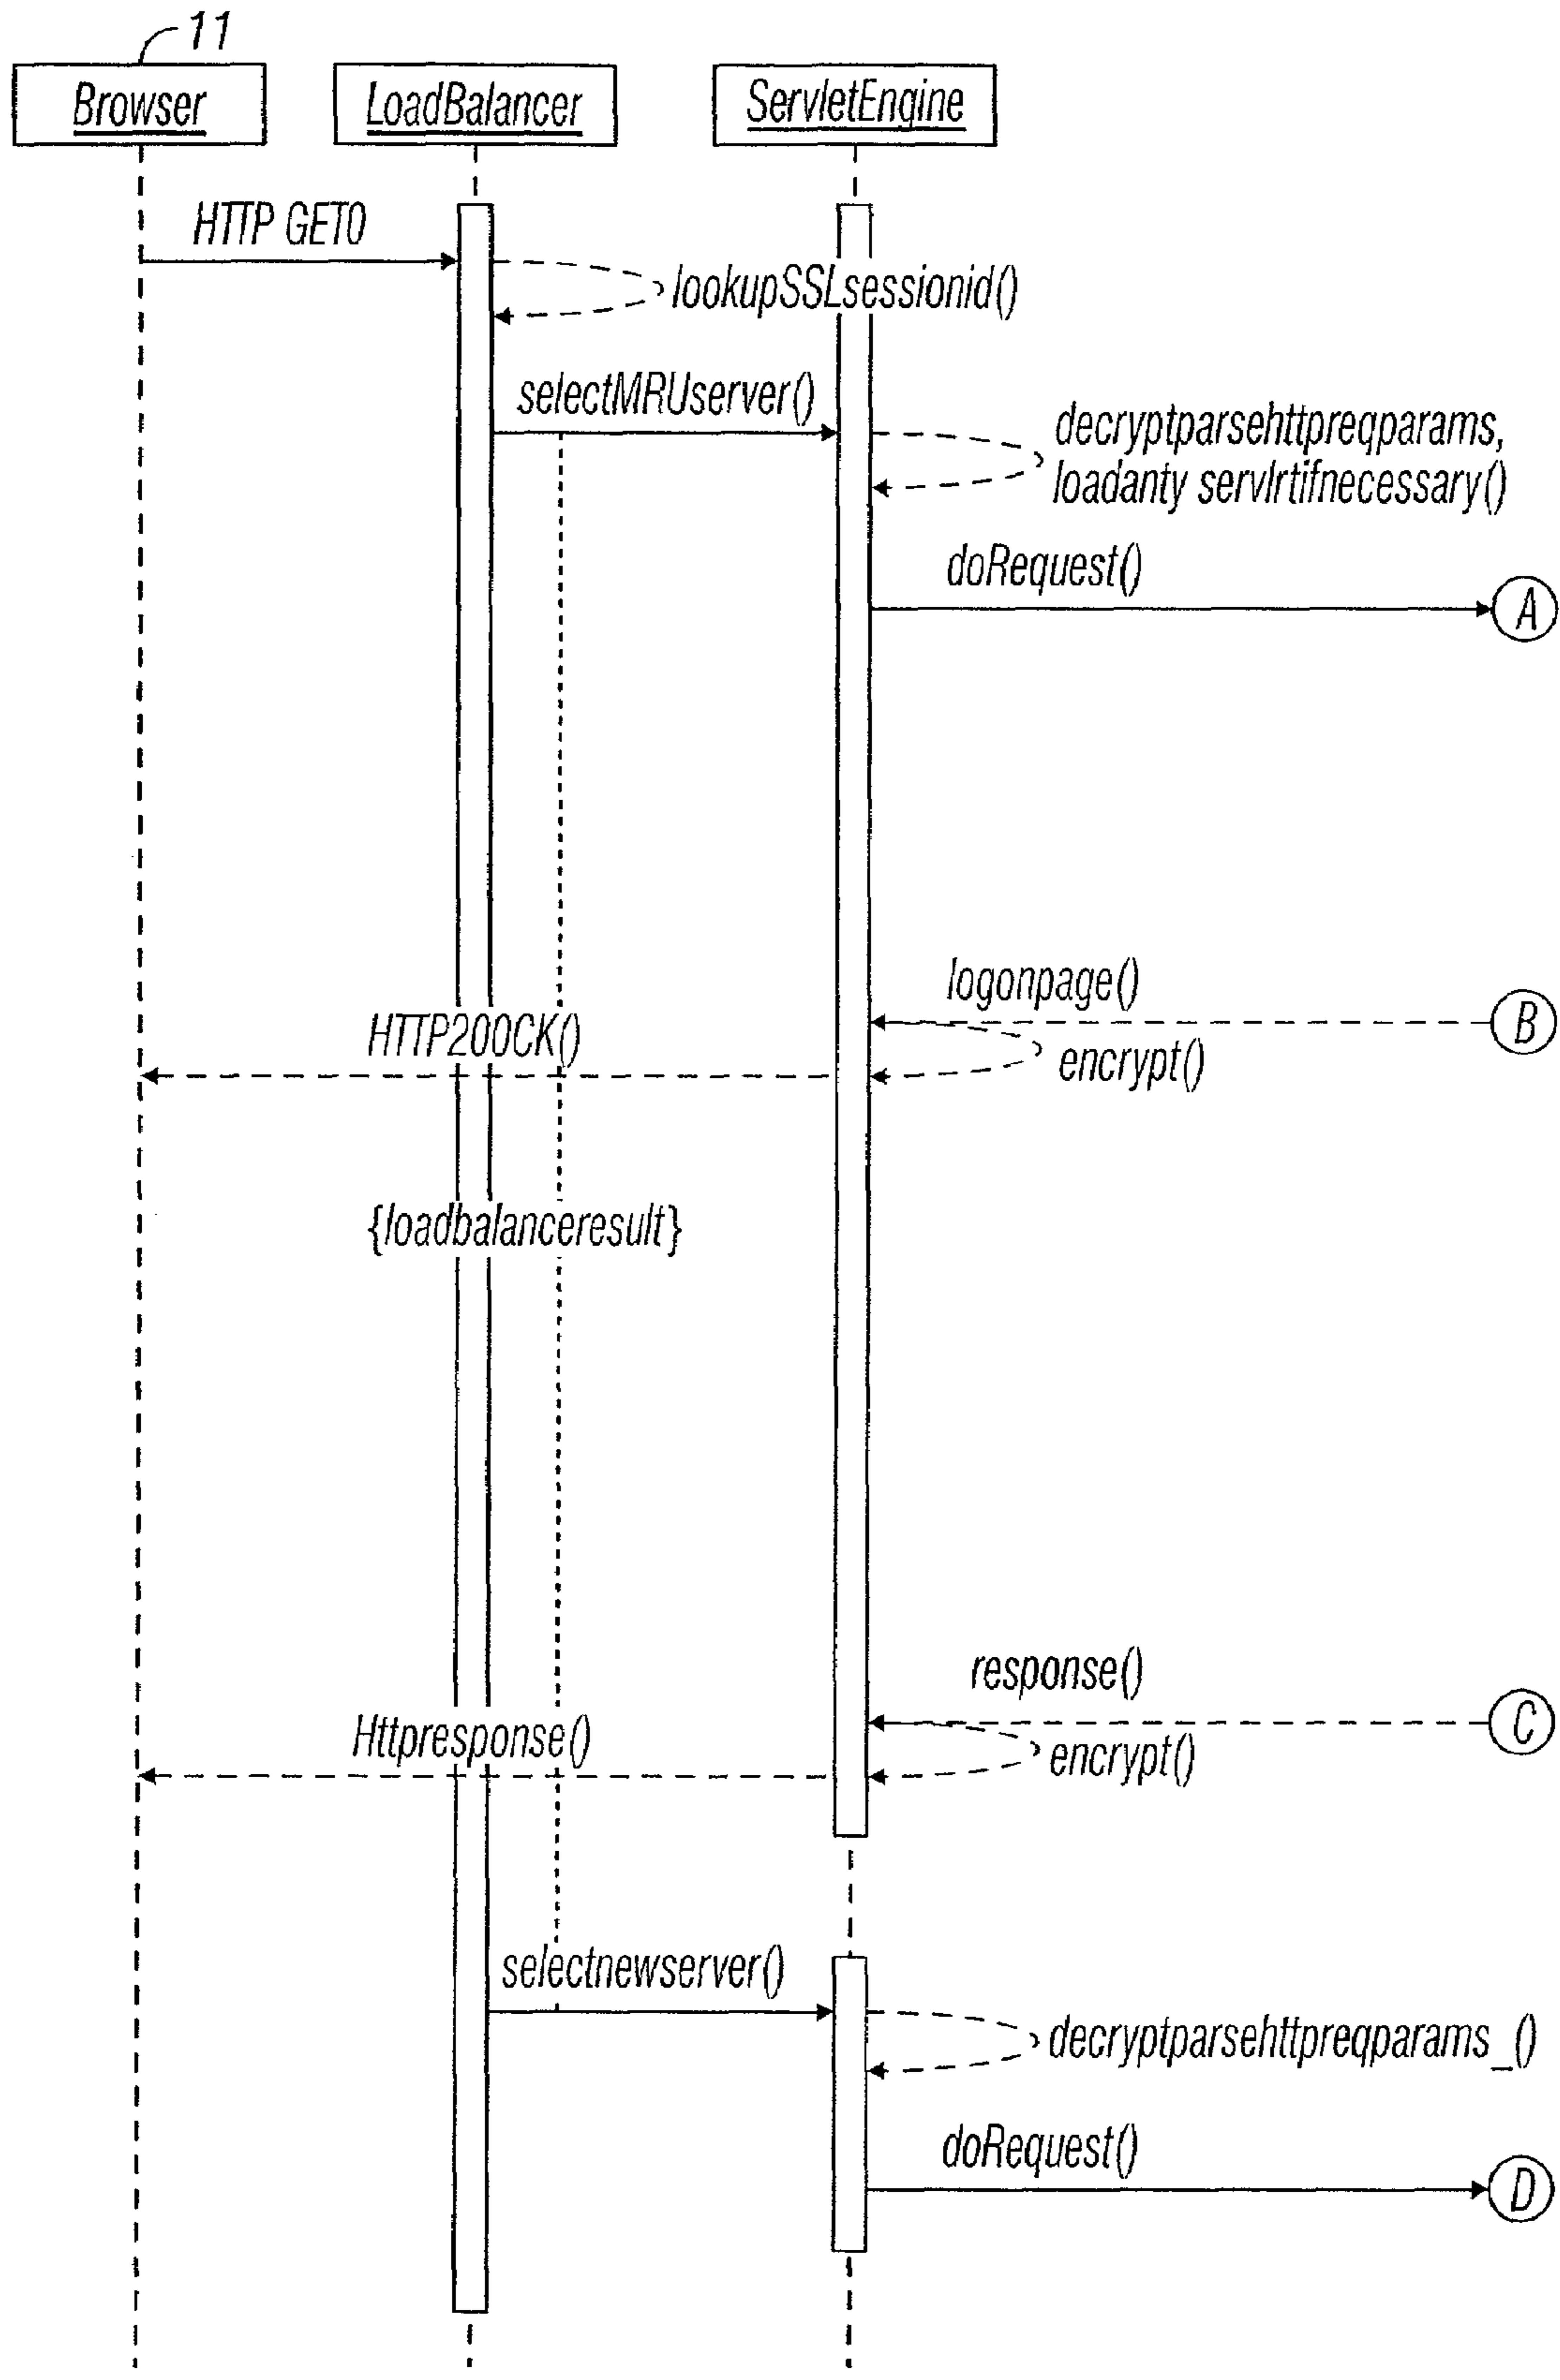 11
Browser
LoadBalancer
ServletEngine
HTTP GET()
lookupSSLsessionid()
selectMRUserver()
decryptparsehttpreqparams,
loadanty servlrtifnecessary()
doRequest()
A
logonpage()
B
HTTP200CK()
encrypt()
{loadbalanceresult}
response()
C
Httpresponse()
encrypt()
selectnewserver()
decryptparsehttpreqparams_()
doRequest()
D